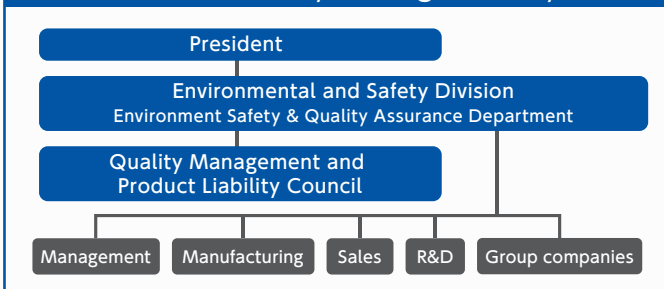 President
Environmental and Safety Division
Environment Safety & Quality Assurance Department
Quality Management and
Product Liability Council
Management
Manufacturing
Sales
R&D
Group companies